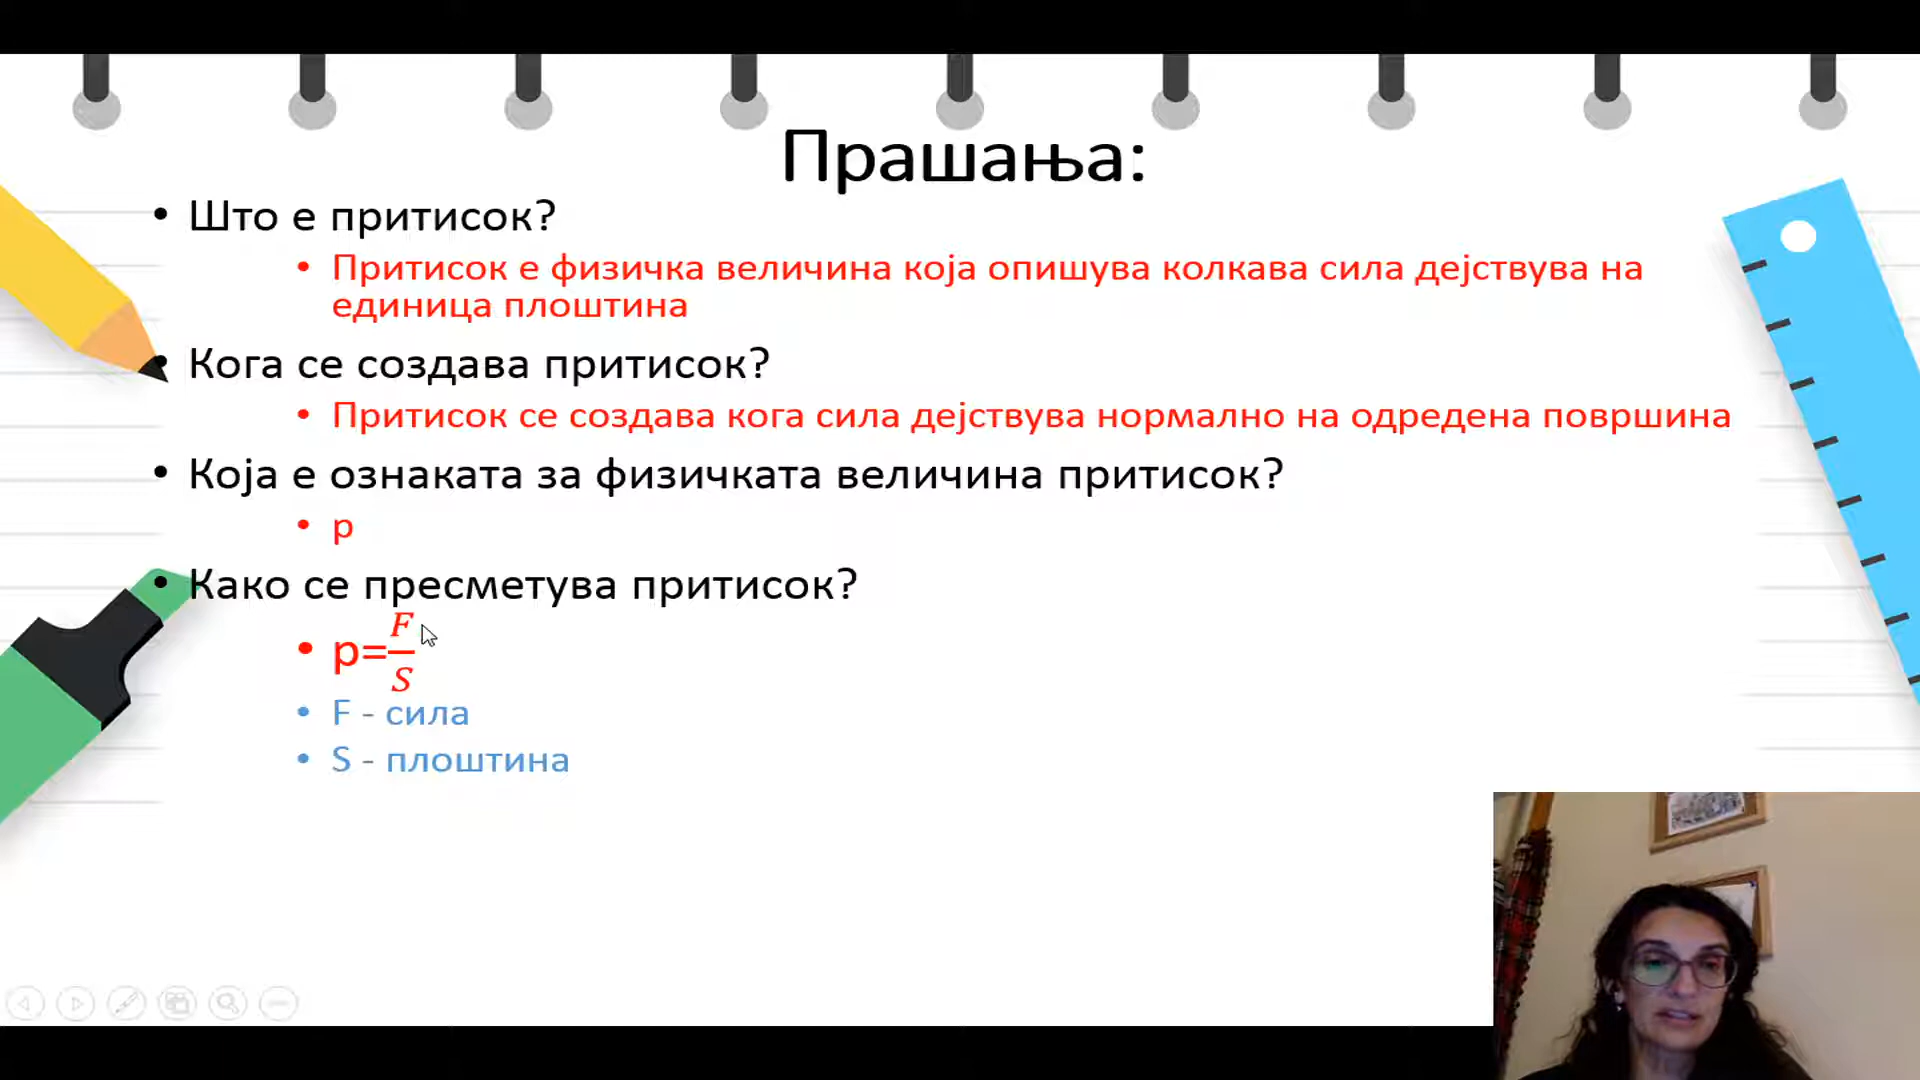 Прашања:
• Што е притисок?
• Притисок е физичка величина која опишува колкава сила дејствува на
единица плоштина
• Кога се создава притисок?
• Притисок се создава кога сила дејствува нормално на одредена површина
• Која е ознаката за физичката величина притисок?
• p
• Како се пресметува притисок?
• p=F/S
• F - сила
• S - плоштина